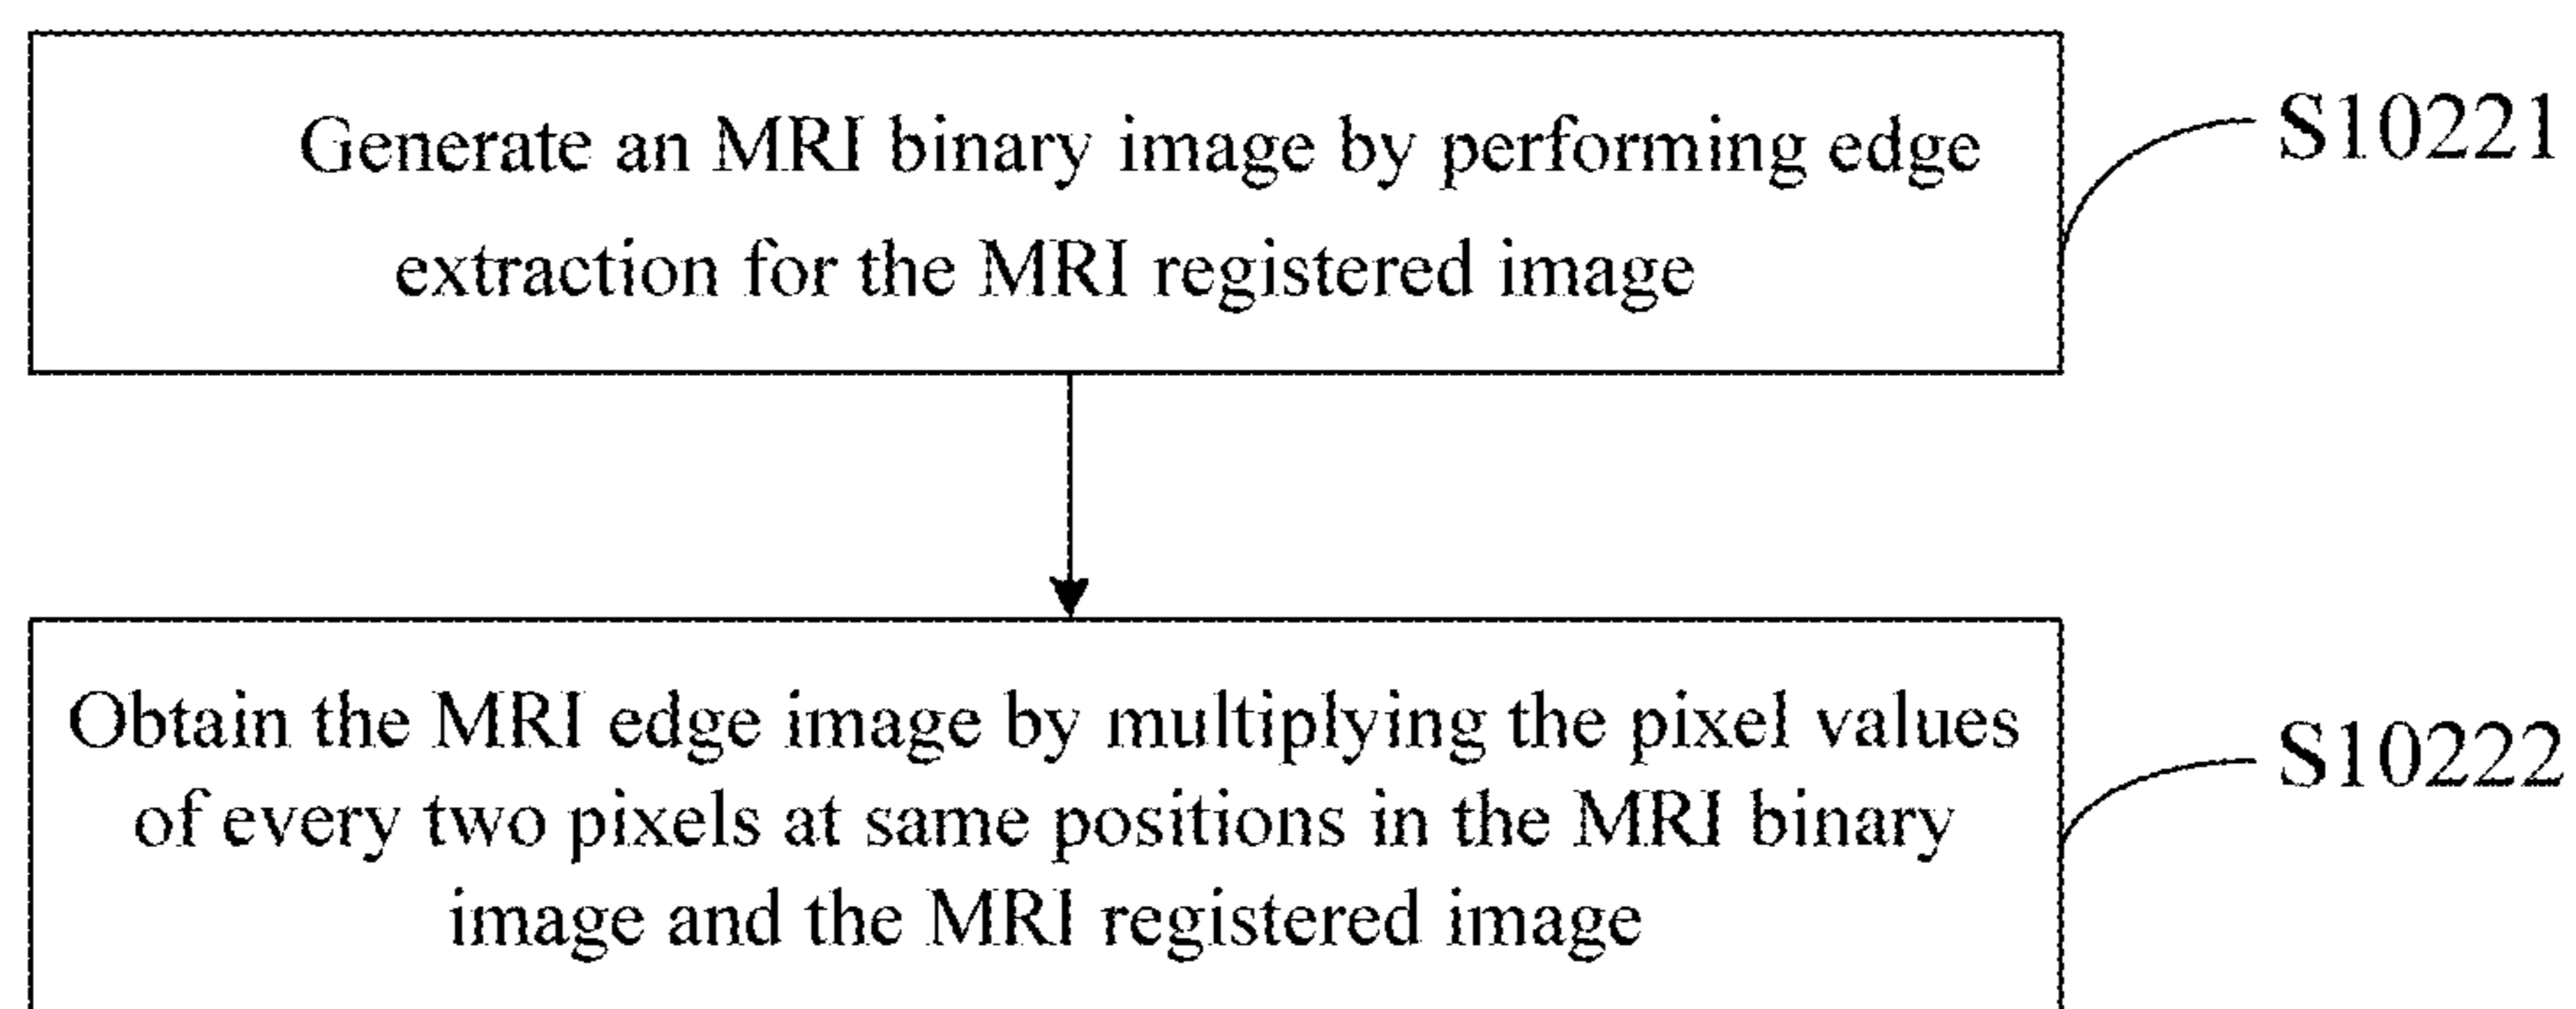 Generate an MRI binary image by performing edge
extraction for the MRI registered image
S10221
Obtain the MRI edge image by multiplying the pixel values
of every two pixels at same positions in the MRI binary
image and the MRI registered image
S10222